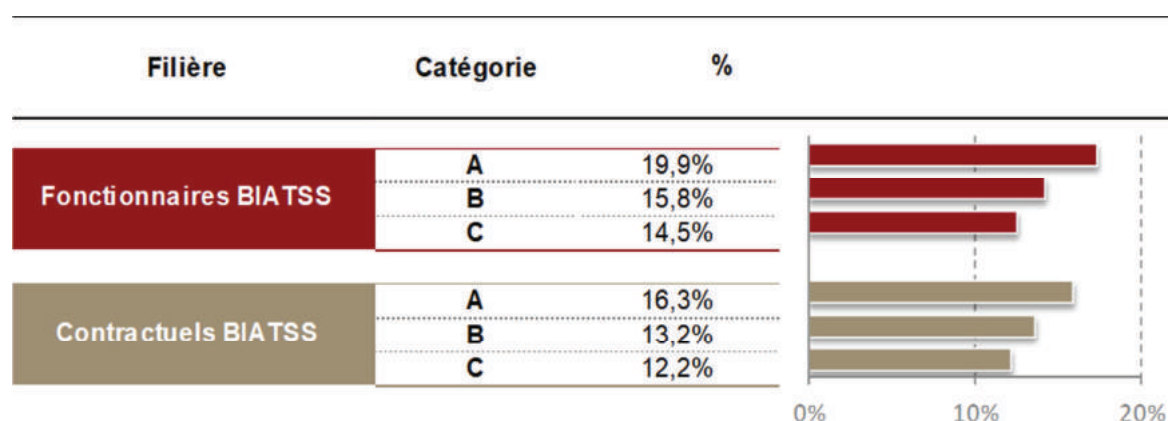 Filière Catégorie %
Fonctionnaires BIATSS
A 19,9%
B 15,8%
C 14,5%
Contractuels BIATSS
A 16,3%
B 13,2%
C 12,2%
0% 10% 20%